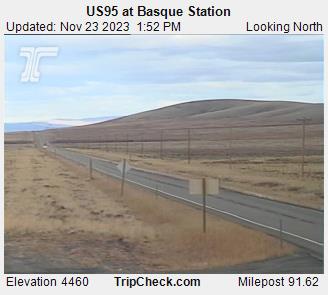 US95 at Basque Station
Updated: Nov 23 2023 1:52 PM Looking North
Elevation 4460 TripCheck.com Milepost 91.62